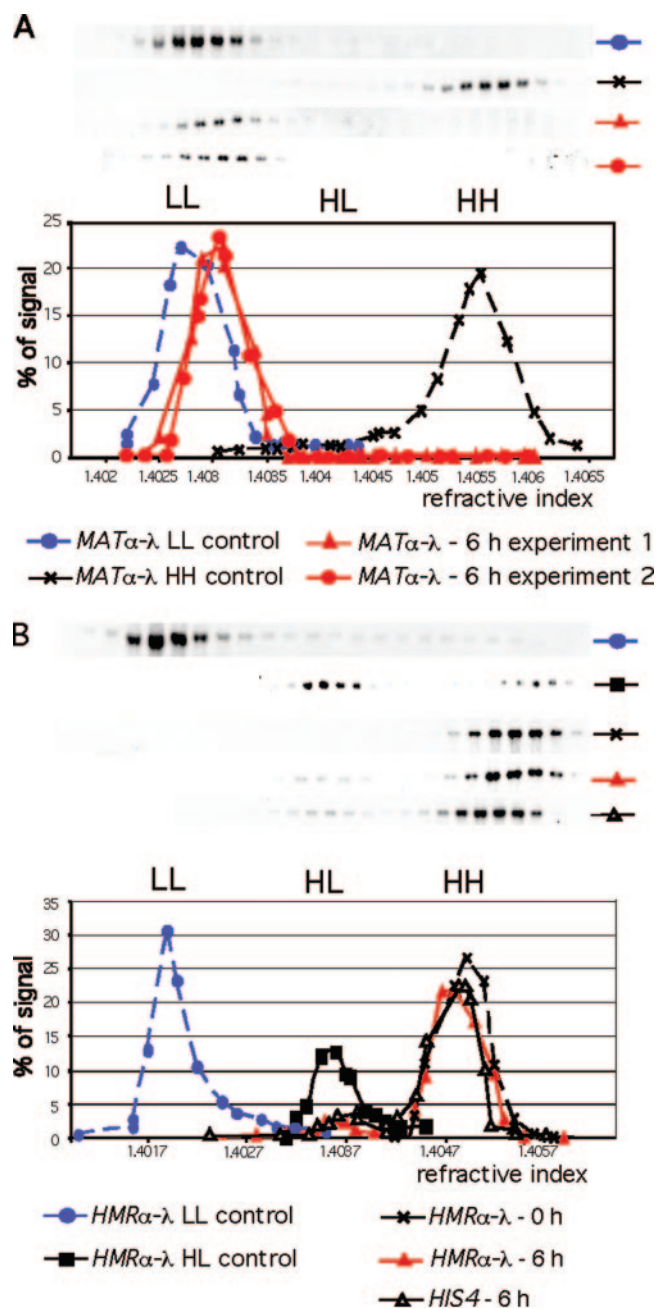 A
LL HL HH
25
20
15
10
5
0
% of signal
1.402 1.4025 1.408 1.4085 1.404 1.4045 1.405 1.4055 1.406 1.4065
refractive index
MATα-λ LL control MATα-λ - 6 h experiment 1
MATα-λ HH control MATα-λ - 6 h experiment 2
B
LL HL HH
35
30
25
20
15
10
5
0
% of signal
1.4017 1.4027 1.4037 1.4047 1.4057
refractive index
HMRα-λ LL control HMRα-λ - 0 h
HMRα-λ HL control HMRα-λ - 6 h
HIS4 - 6 h